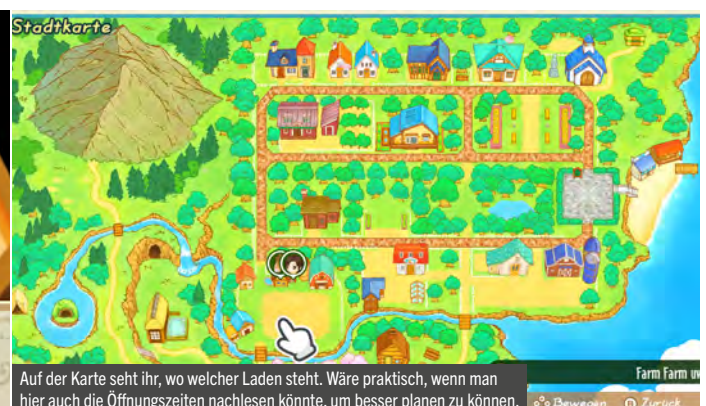 Stadtkarte
Farm Farm
Auf der Karte seht ihr, wo welcher Laden steht. Wäre praktisch, wenn man
hier auch die Öffnungszeiten nachlesen könnte, um besser planen zu können.
Bewegen
Zurück